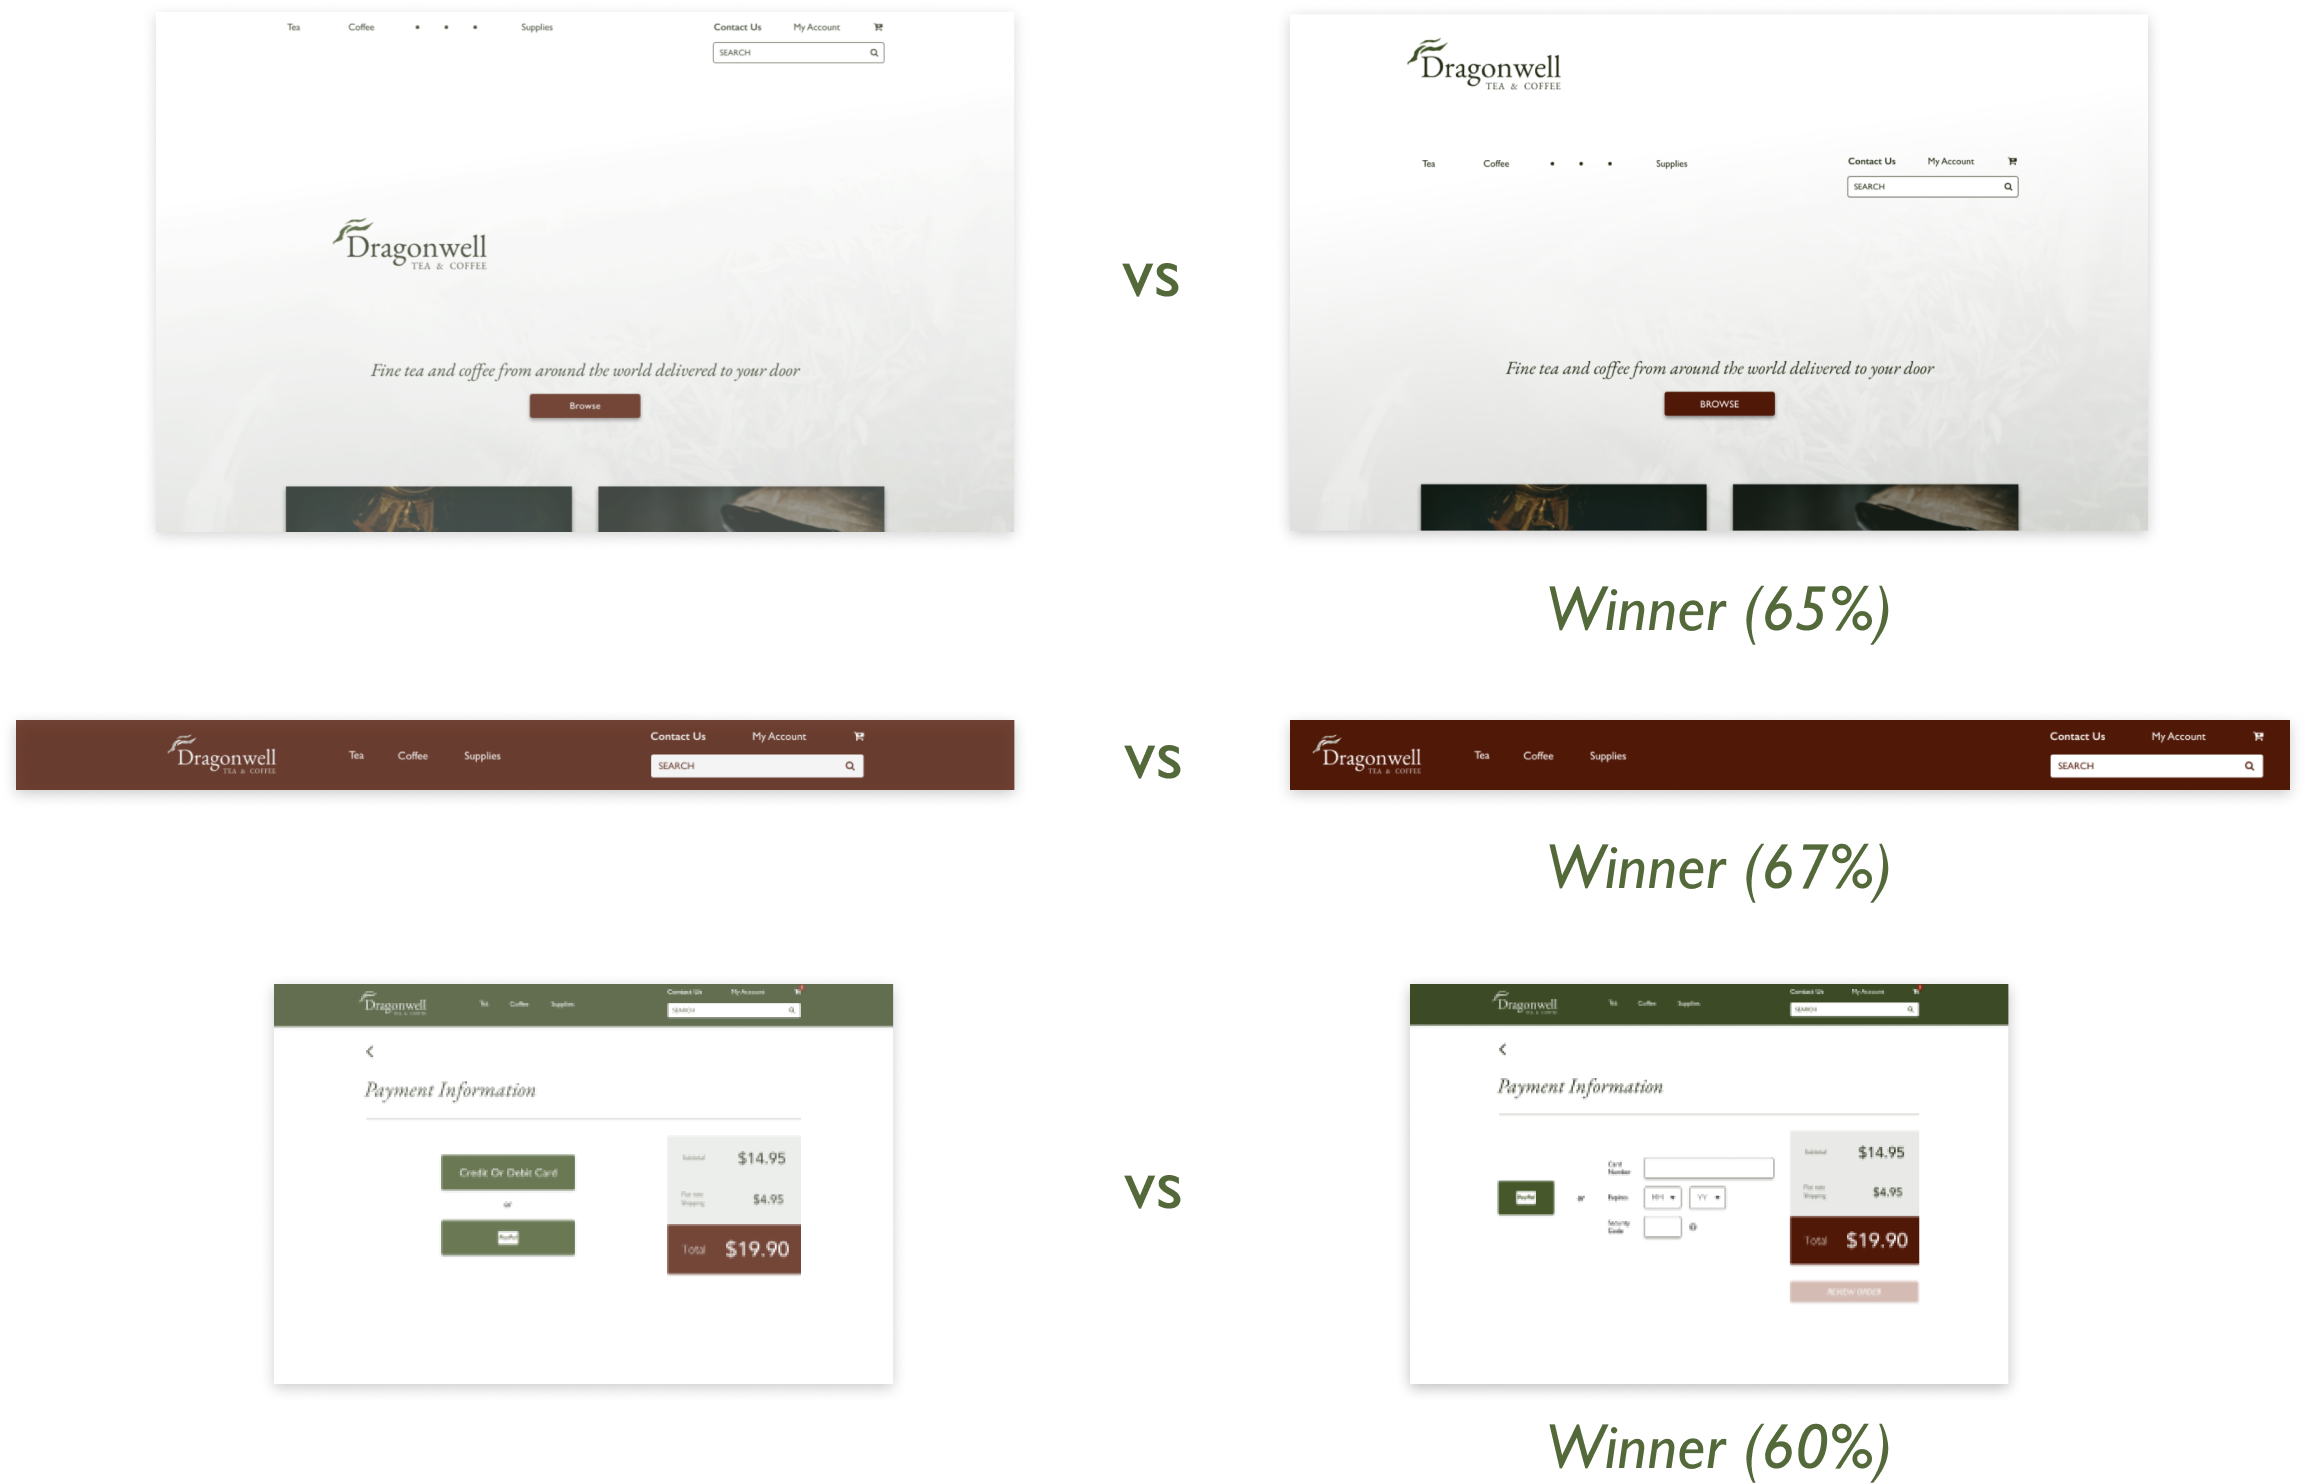 Tea Coffee • • • Supplies Contact Us My Account
SEARCH
Dragonwell
TEA & COFFEE
Fine tea and coffee from around the world delivered to your door
Browse
vs
Dragonwell
TEA & COFFEE
Tea Coffee • • • Supplies Contact Us My Account
SEARCH
Fine tea and coffee from around the world delivered to your door
BROWSE
Winner (65%)
Dragonwell
TEA & COFFEE
Tea Coffee Supplies
Contact Us My Account
SEARCH
vs
Dragonwell
TEA & COFFEE
Tea Coffee Supplies
Contact Us My Account
SEARCH
Winner (67%)
Dragonwell
TEA & COFFEE
Tea Coffee Supplies
Contact Us My Account
SEARCH
Payment Information
Credit Or Debit Card
or
PayPal
Subtotal $14.95
Flat rate
Shipping
$4.95
Total $19.90
vs
Dragonwell
TEA & COFFEE
Tea Coffee Supplies
Contact Us My Account
SEARCH
Payment Information
PayPal
or
Card
Number
Expires MM YY
Security
Code
Subtotal $14.95
Flat rate
Shipping
$4.95
Total $19.90
REVIEW ORDER
Winner (60%)